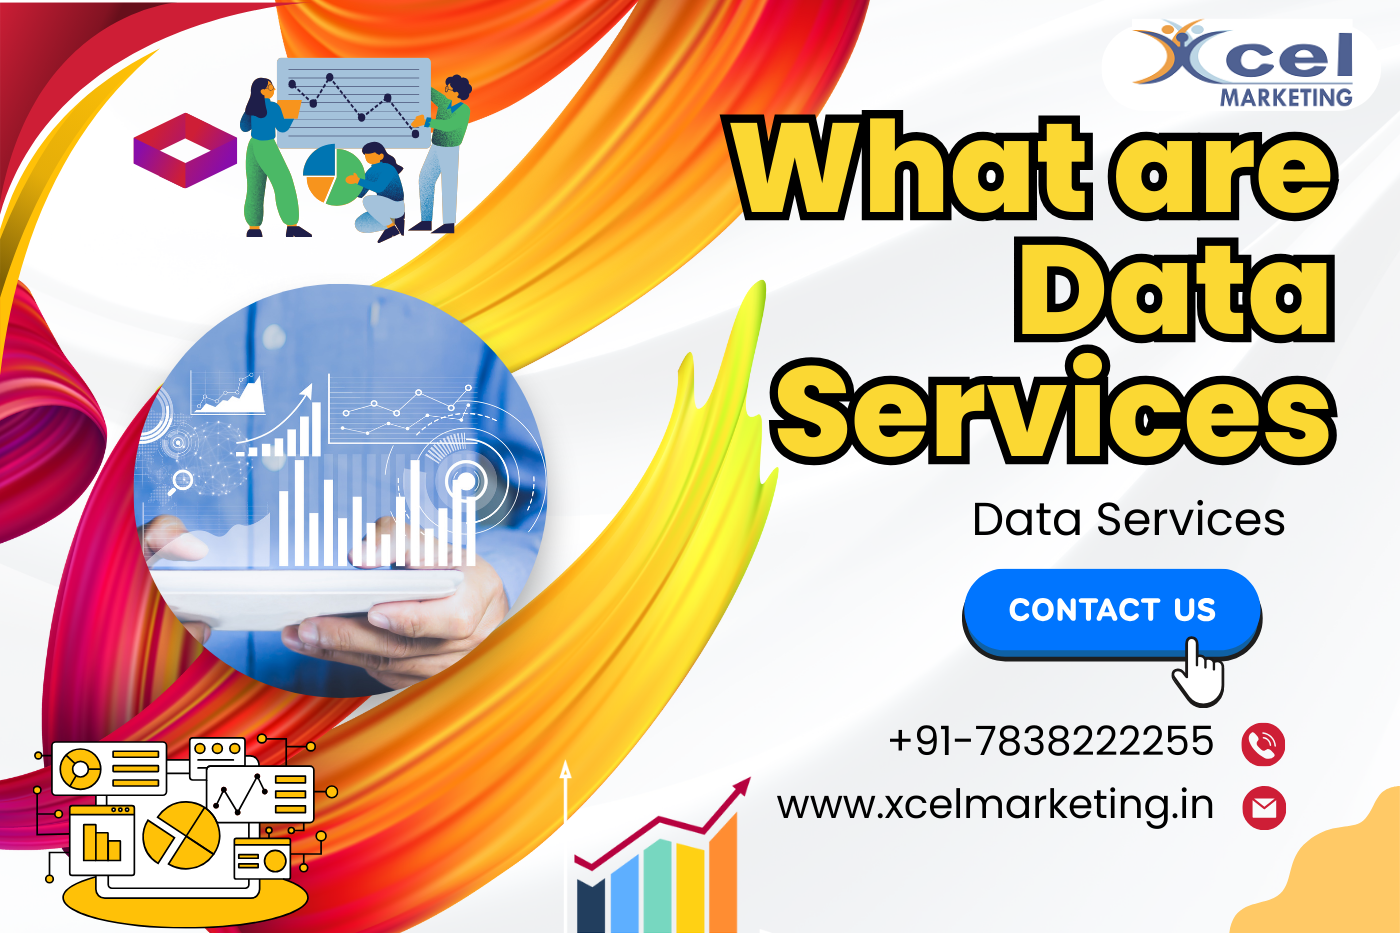 Xcel
MARKETING
What are
Data
Services
Data Services
CONTACT US
+91-7838222255
www.xcelmarketing.in